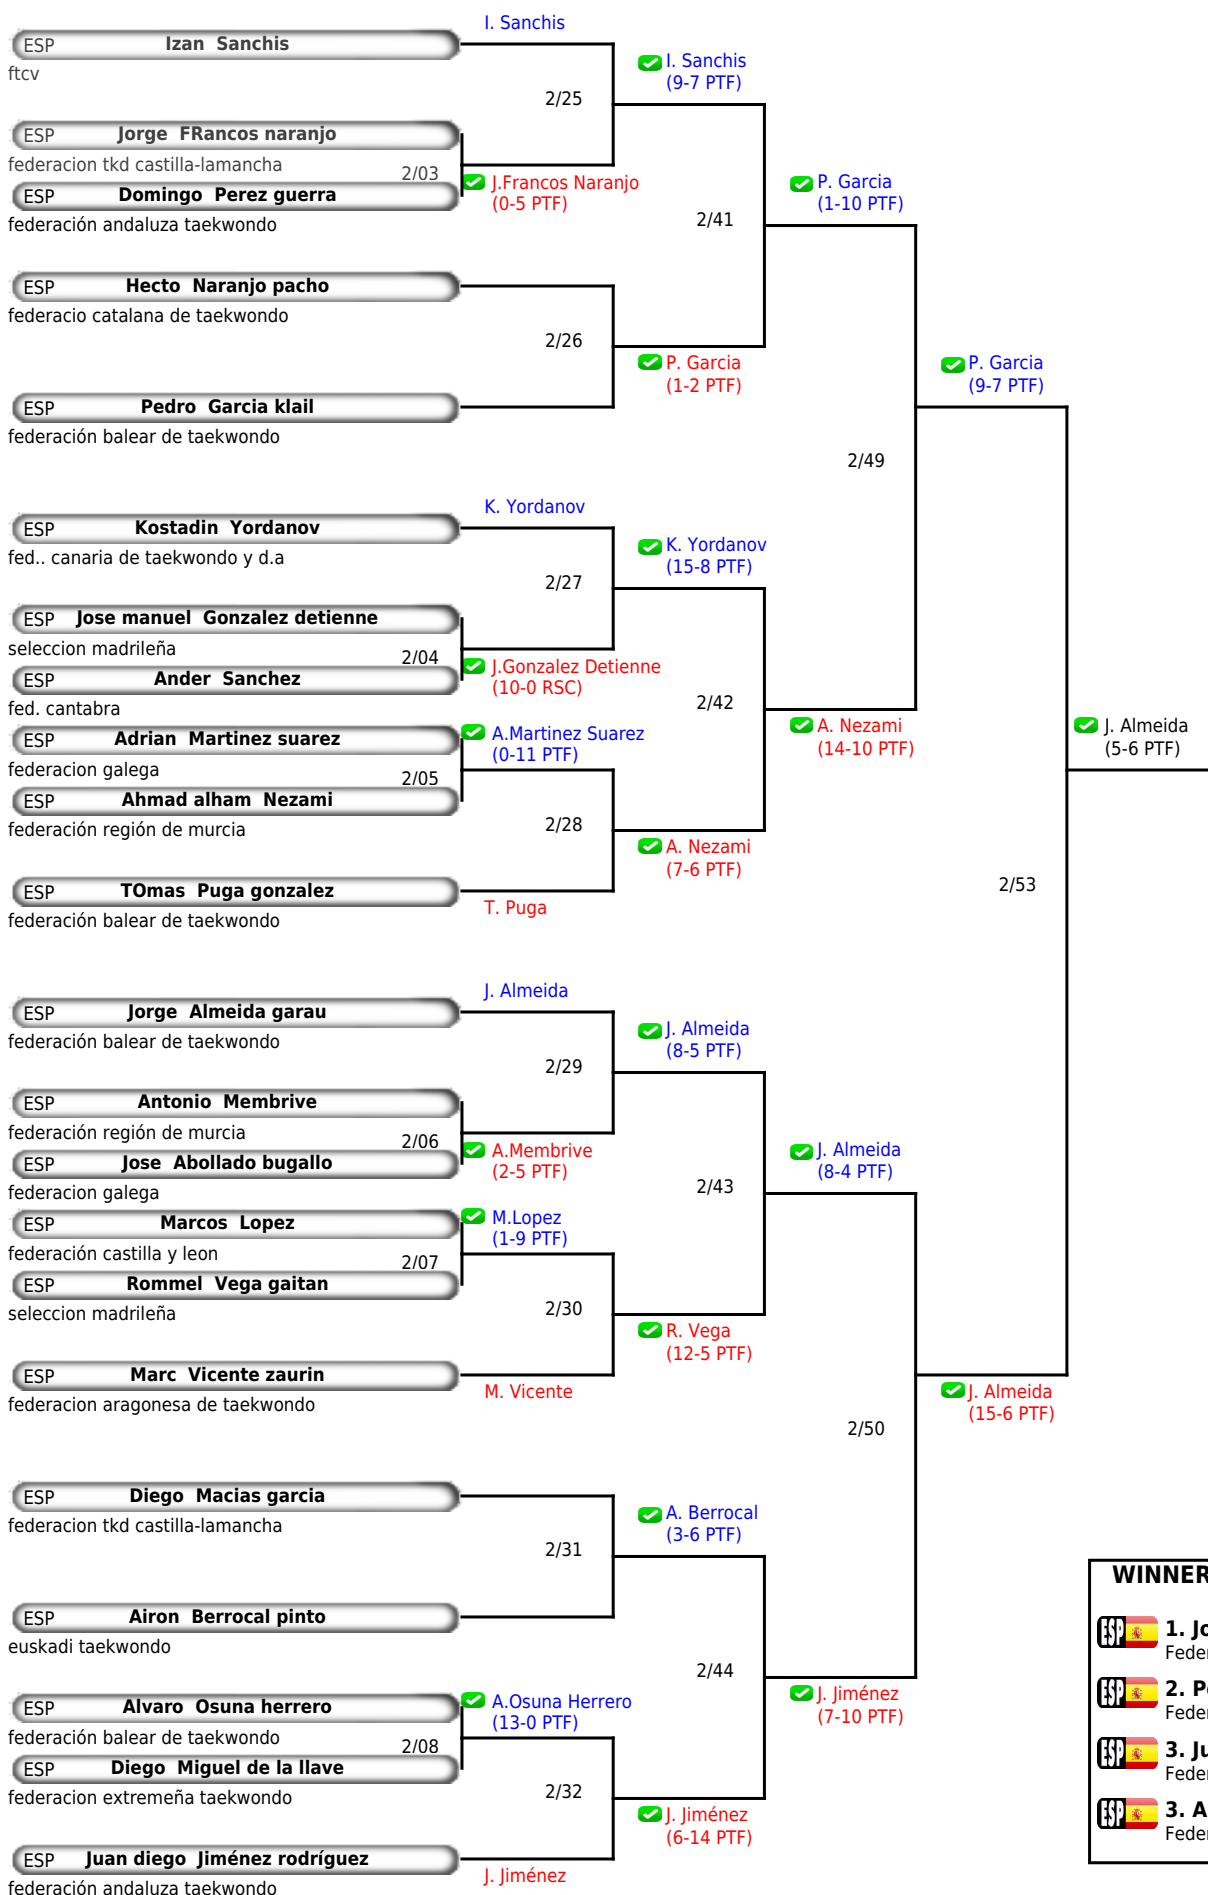 I. Sanchis
ESP Izan Sanchis
ftcv
I. Sanchis
(9-7 PTF)
2/25
ESP Jorge FRancos naranjo
federacion tkd castilla-lamancha
2/03
J.Francos Naranjo
(0-5 PTF)
ESP Domingo Perez guerra
federación andaluza taekwondo
P. Garcia
(1-10 PTF)
2/41
ESP Hecto Naranjo pacho
federacio catalana de taekwondo
2/26
P. Garcia
(1-2 PTF)
P. Garcia
(9-7 PTF)
ESP Pedro Garcia klail
federación balear de taekwondo
2/49
K. Yordanov
ESP Kostadin Yordanov
fed.. canaria de taekwondo y d.a
K. Yordanov
(15-8 PTF)
2/27
ESP Jose manuel Gonzalez detienne
seleccion madrileña
2/04
J.Gonzalez Detienne
(10-0 RSC)
ESP Ander Sanchez
fed. cantabra
2/42
A. Nezami
(14-10 PTF)
J. Almeida
(5-6 PTF)
A.Martinez Suarez
(0-11 PTF)
ESP Adrian Martinez suarez
federacion galega
2/05
ESP Ahmad alham Nezami
federación región de murcia
2/28
A. Nezami
(7-6 PTF)
ESP TOmas Puga gonzalez
federación balear de taekwondo
T. Puga
2/53
J. Almeida
ESP Jorge Almeida garau
federación balear de taekwondo
J. Almeida
(8-5 PTF)
2/29
ESP Antonio Membrive
federación región de murcia
2/06
A.Membrive
(2-5 PTF)
ESP Jose Abollado bugallo
federacion galega
J. Almeida
(8-4 PTF)
2/43
M.Lopez
(1-9 PTF)
ESP Marcos Lopez
federación castilla y leon
2/07
ESP Rommel Vega gaitan
seleccion madrileña
2/30
R. Vega
(12-5 PTF)
ESP Marc Vicente zaurin
federacion aragonesa de taekwondo
M. Vicente
J. Almeida
(15-6 PTF)
2/50
ESP Diego Macias garcia
federacion tkd castilla-lamancha
A. Berrocal
(3-6 PTF)
2/31
ESP Airon Berrocal pinto
euskadi taekwondo
2/44
J. Jiménez
(7-10 PTF)
A.Osuna Herrero
(13-0 PTF)
ESP Alvaro Osuna herrero
federación balear de taekwondo
2/08
ESP Diego Miguel de la llave
federacion extremeña taekwondo
2/32
J. Jiménez
(6-14 PTF)
ESP Juan diego Jiménez rodríguez
federación andaluza taekwondo
J. Jiménez
WINNER
ESP 1. Jo
Feder
ESP 2. Pe
Feder
ESP 3. Ju
Feder
ESP 3. A
Feder